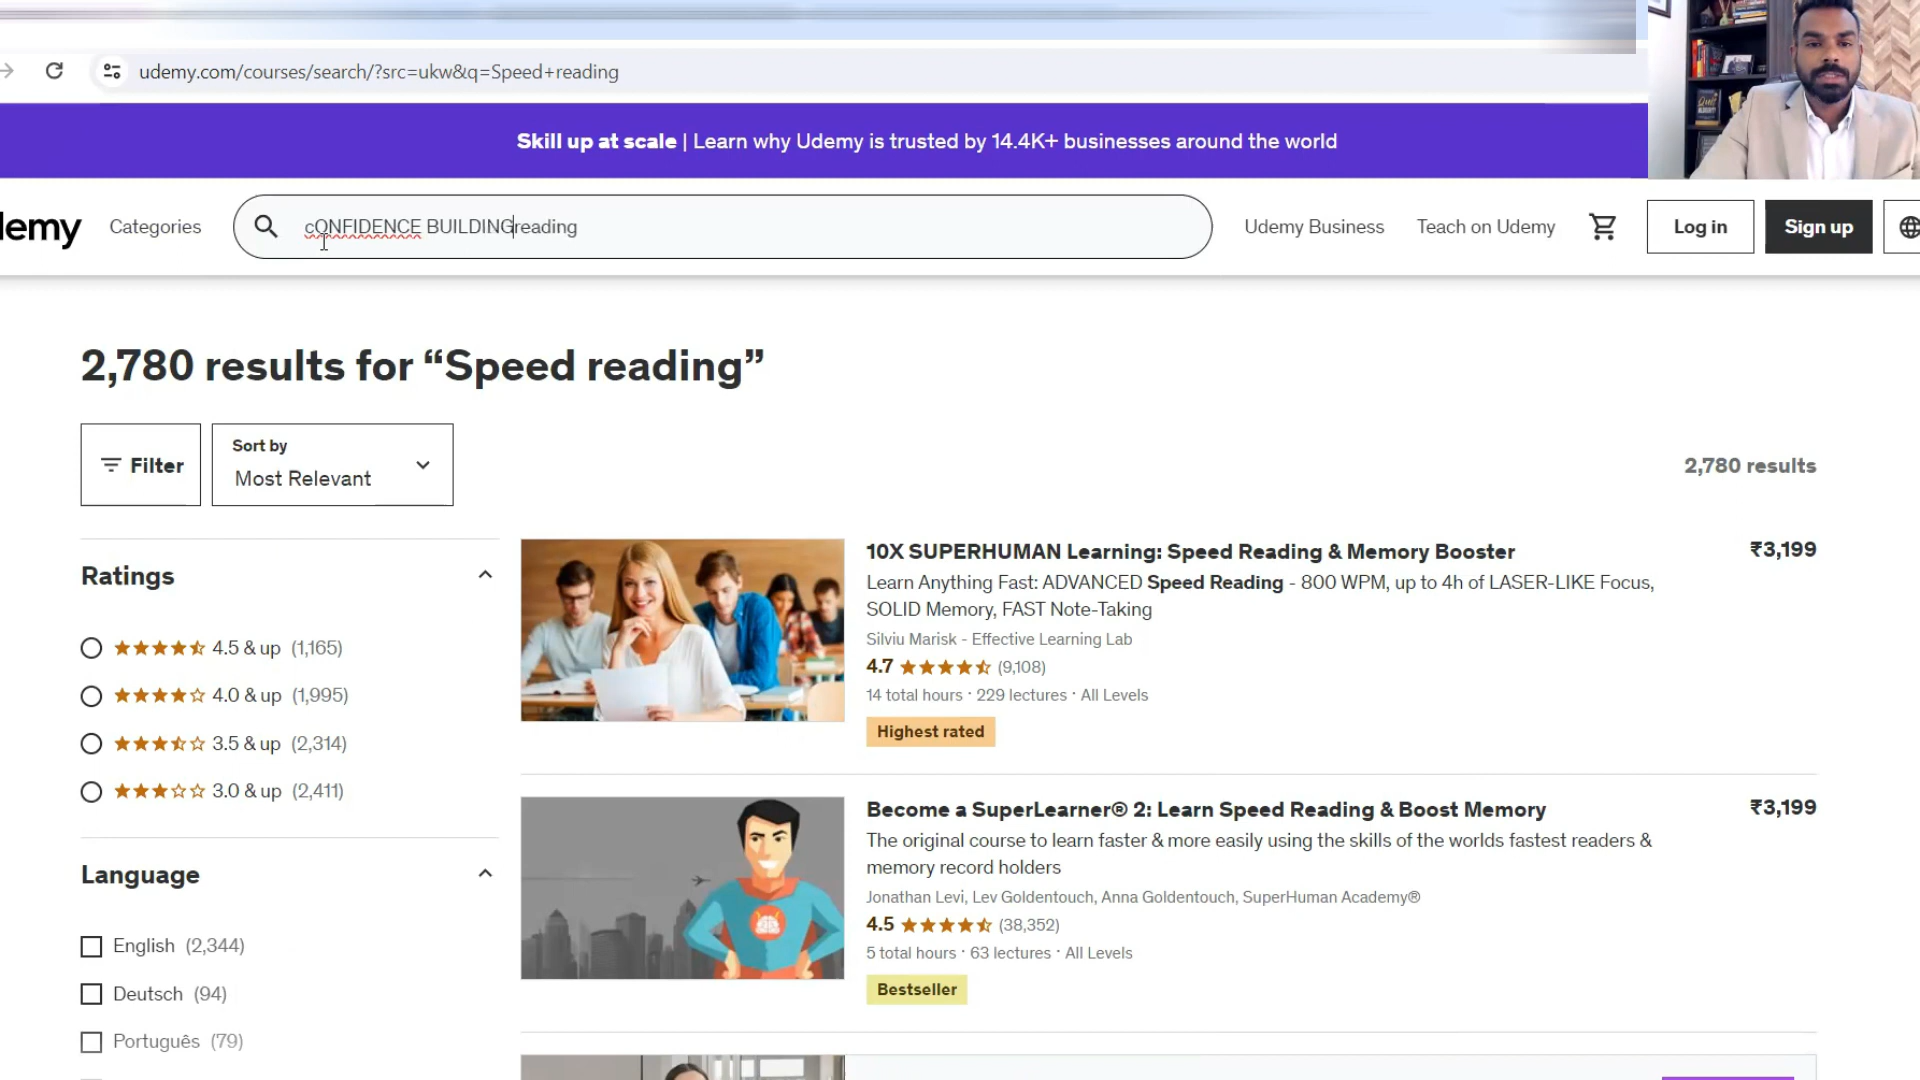 udemy.com/courses/search/?src=ukw&q=Speed+reading
Skill up at scale | Learn why Udemy is trusted by 14.4K+ businesses around the world
demy
Categories
cONFIDENCE BUILDINGreading
Udemy Business
Teach on Udemy
Log in
Sign up
2,780 results for “Speed reading”
Filter
Sort by
Most Relevant
2,780 results
Ratings
4.5 & up (1,165)
4.0 & up (1,995)
3.5 & up (2,314)
3.0 & up (2,411)
Language
English (2,344)
Deutsch (94)
Português (79)
10X SUPERHUMAN Learning: Speed Reading & Memory Booster
₹3,199
Learn Anything Fast: ADVANCED Speed Reading - 800 WPM, up to 4h of LASER-LIKE Focus,
SOLID Memory, FAST Note-Taking
Silviu Marisk - Effective Learning Lab
4.7 (9,108)
14 total hours · 229 lectures · All Levels
Highest rated
Become a SuperLearner® 2: Learn Speed Reading & Boost Memory
₹3,199
The original course to learn faster & more easily using the skills of the worlds fastest readers &
memory record holders
Jonathan Levi, Lev Goldentouch, Anna Goldentouch, SuperHuman Academy®
4.5 (38,352)
5 total hours · 63 lectures · All Levels
Bestseller